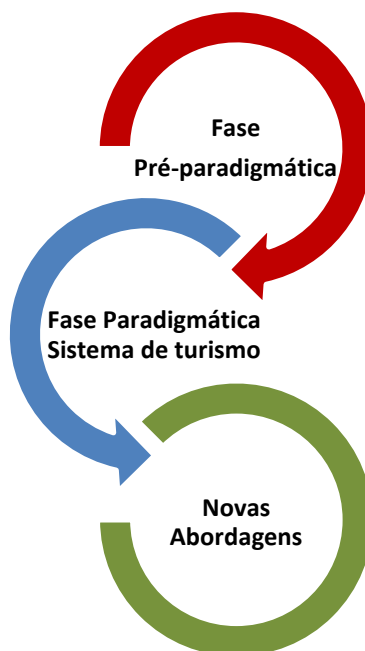 Fase
Pré-paradigmática
Fase Paradigmática
Sistema de turismo
Novas
Abordagens